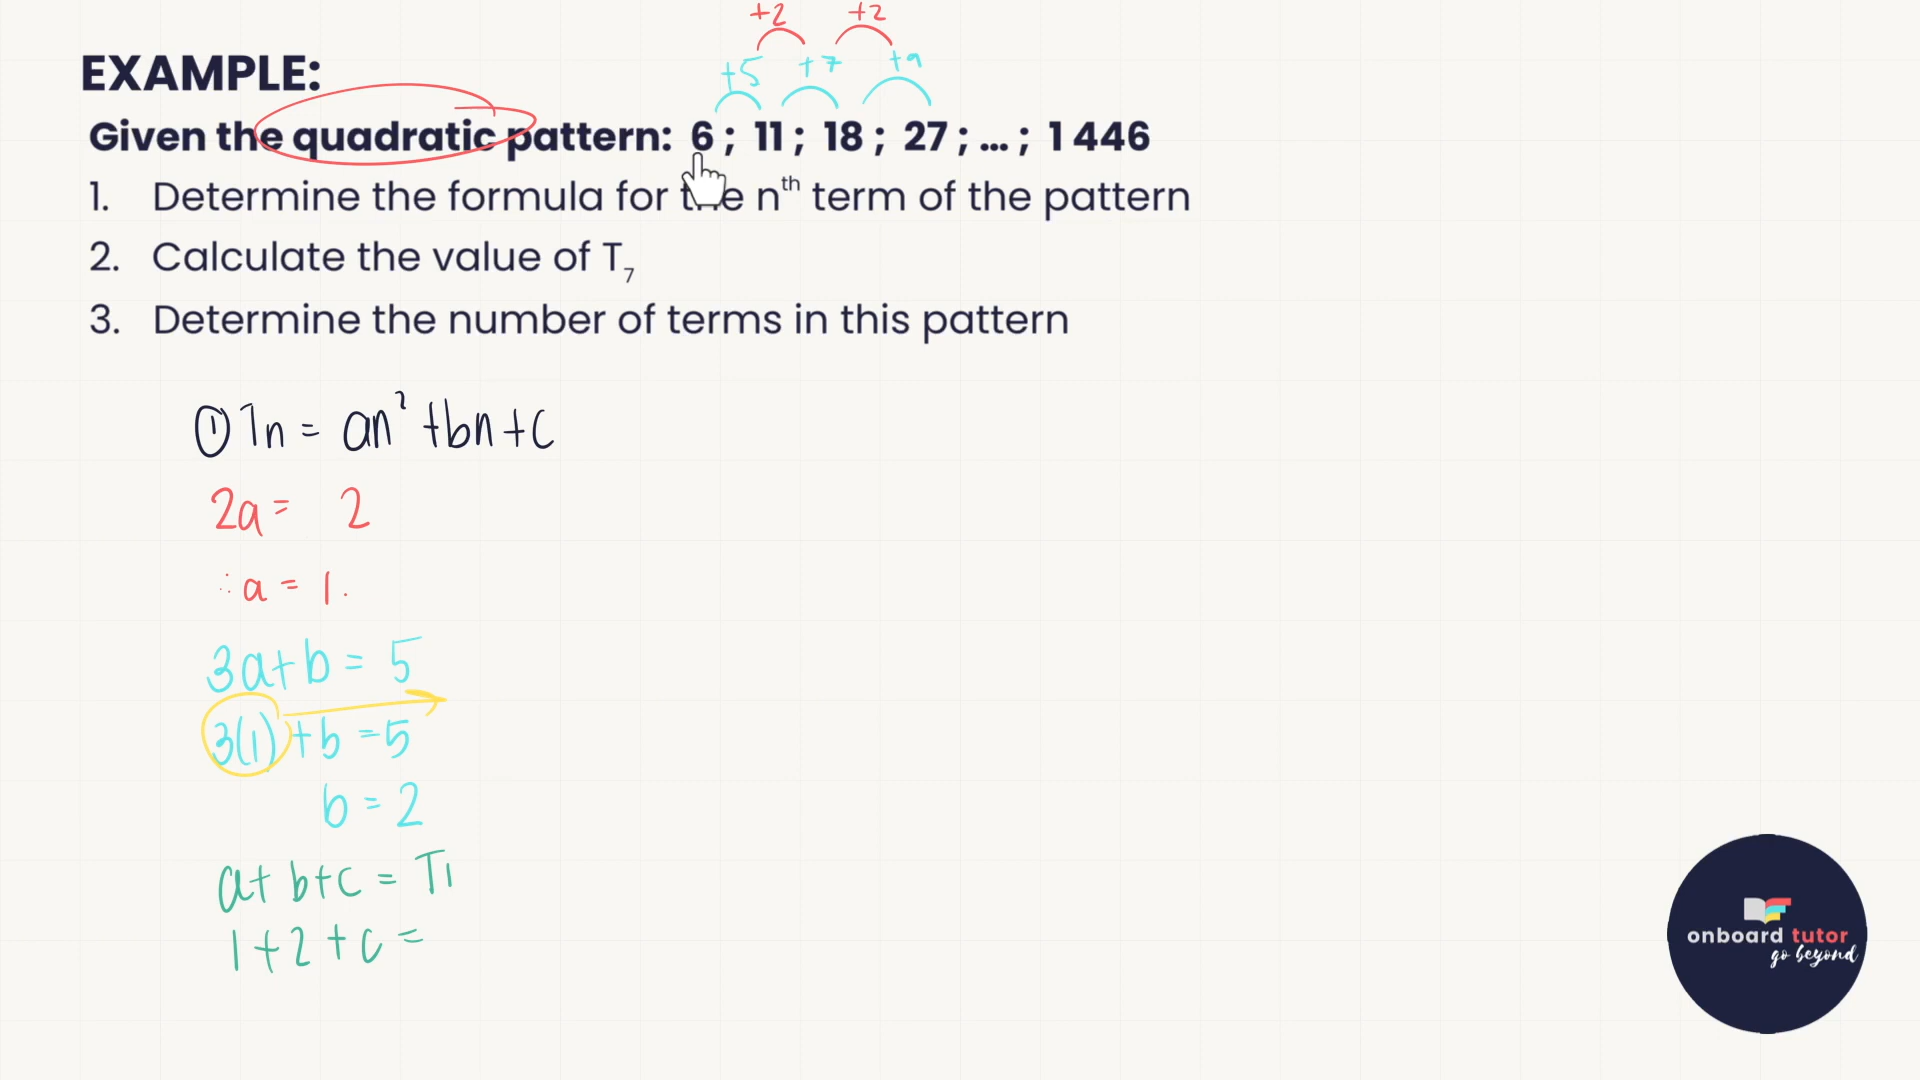 +2 +2
+5 +7 +9
EXAMPLE:
Given the quadratic pattern: 6 ; 11 ; 18 ; 27 ; ... ; 1 446
1. Determine the formula for the nth term of the pattern
2. Calculate the value of T7
3. Determine the number of terms in this pattern
① Tn = an² + bn + c
2a = 2
∴ a = 1.
3a + b = 5
3(1) + b = 5
b = 2
a + b + c = T1
1 + 2 + c =
onboard tutor
go beyond